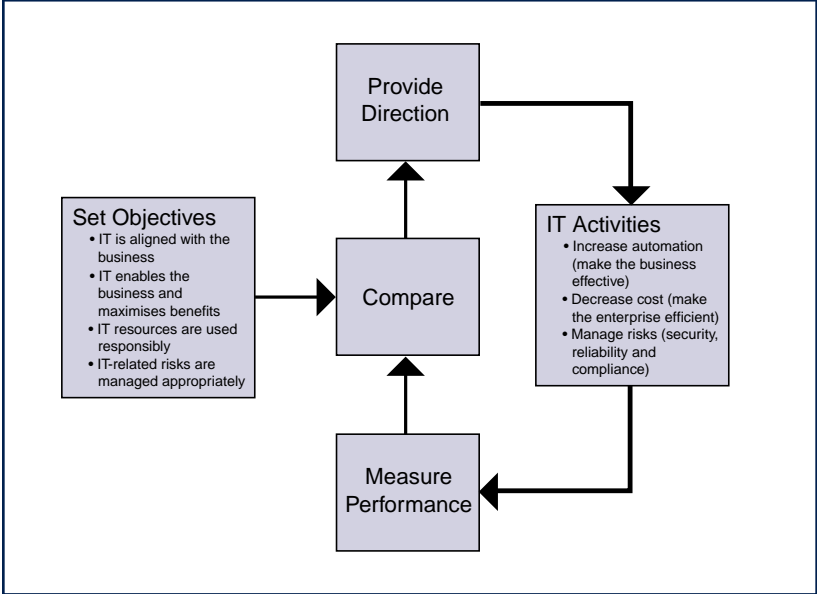 Provide
Direction
Set Objectives
• IT is aligned with the
business
• IT enables the
business and
maximises benefits
• IT resources are used
responsibly
• IT-related risks are
managed appropriately
Compare
IT Activities
• Increase automation
(make the business
effective)
• Decrease cost (make
the enterprise efficient)
• Manage risks (security,
reliability and
compliance)
Measure
Performance